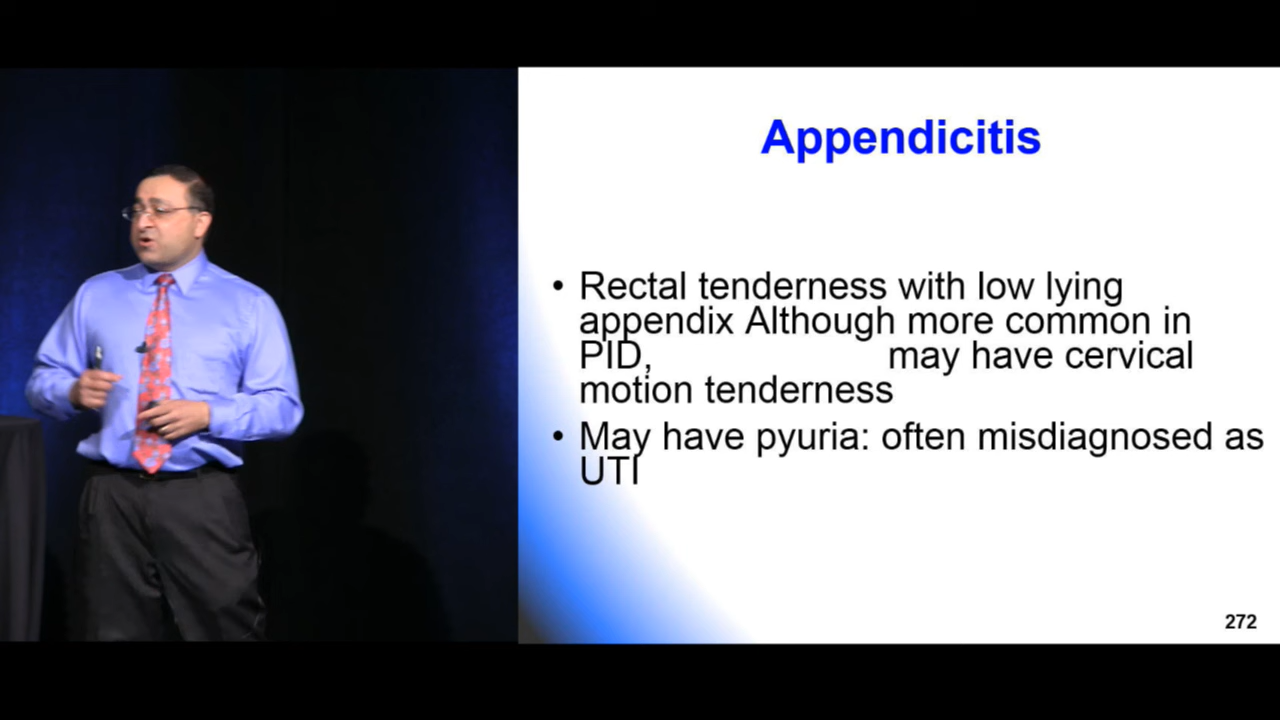 Appendicitis
• Rectal tenderness with low lying
appendix Although more common in
PID, may have cervical
motion tenderness
• May have pyuria: often misdiagnosed as
UTI
272